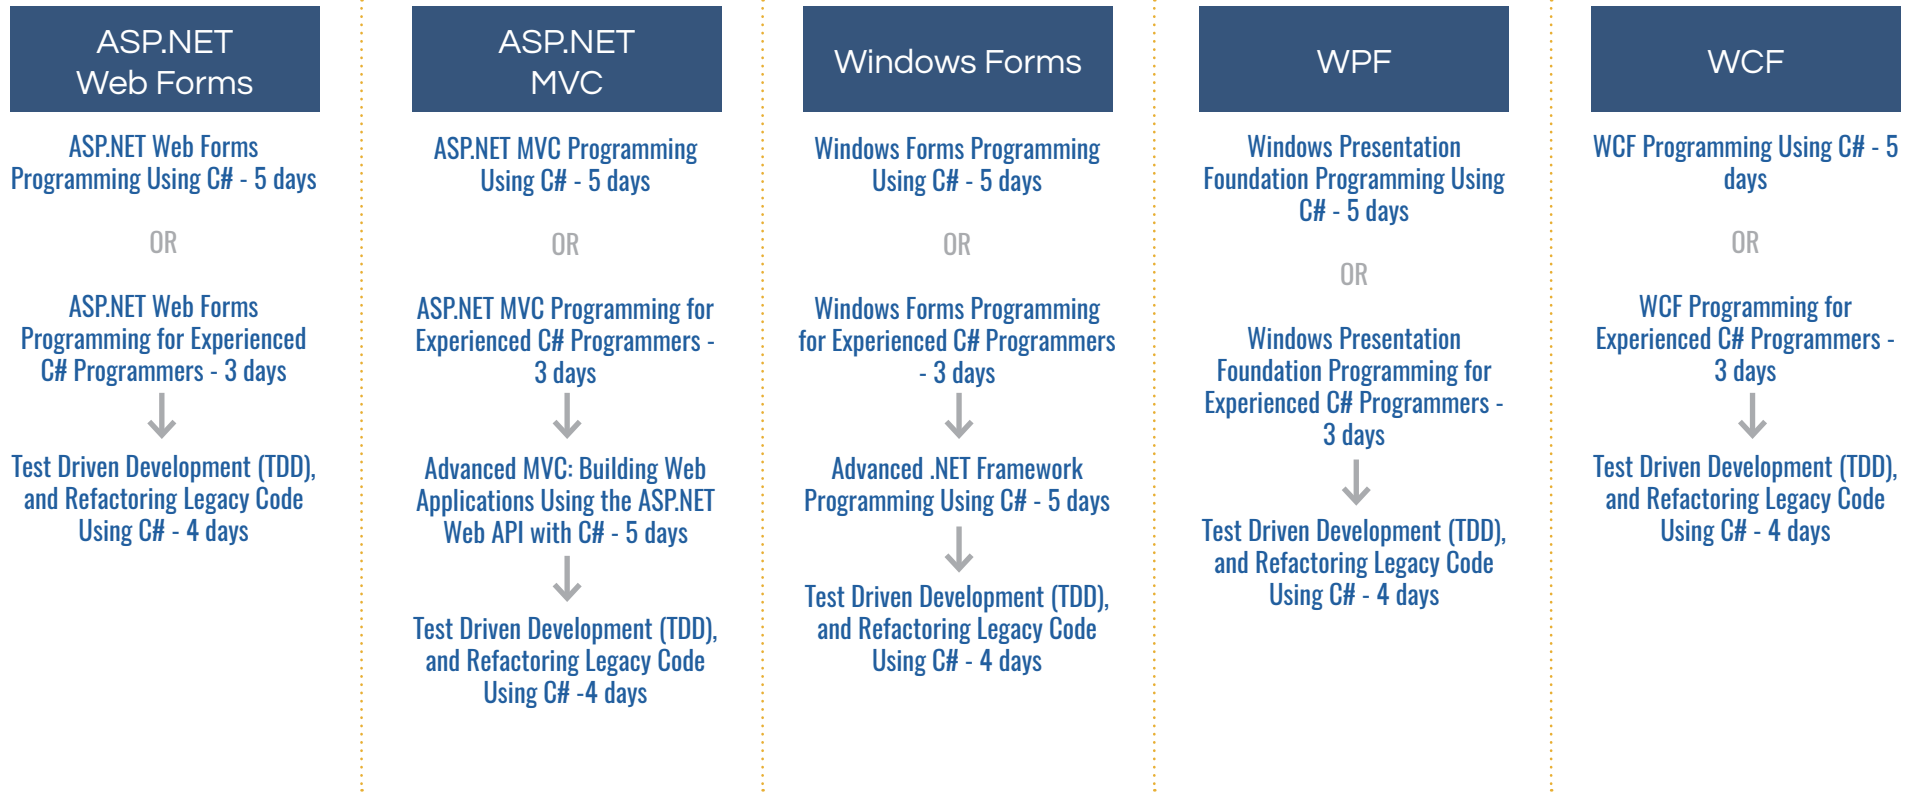 ASP.NET
Web Forms
ASP.NET Web Forms
Programming Using C# - 5 days
OR
ASP.NET Web Forms
Programming for Experienced
C# Programmers - 3 days
Test Driven Development (TDD),
and Refactoring Legacy Code
Using C# - 4 days
ASP.NET
MVC
ASP.NET MVC Programming
Using C# - 5 days
OR
ASP.NET MVC Programming for
Experienced C# Programmers -
3 days
Advanced MVC: Building Web
Applications Using the ASP.NET
Web API with C# - 5 days
Test Driven Development (TDD),
and Refactoring Legacy Code
Using C# -4 days
Windows Forms
Windows Forms Programming
Using C# - 5 days
OR
Windows Forms Programming
for Experienced C# Programmers
- 3 days
Advanced .NET Framework
Programming Using C# - 5 days
Test Driven Development (TDD),
and Refactoring Legacy Code
Using C# - 4 days
WPF
Windows Presentation
Foundation Programming Using
C# - 5 days
OR
Windows Presentation
Foundation Programming for
Experienced C# Programmers -
3 days
Test Driven Development (TDD),
and Refactoring Legacy Code
Using C# - 4 days
WCF
WCF Programming Using C# - 5
days
OR
WCF Programming for
Experienced C# Programmers -
3 days
Test Driven Development (TDD),
and Refactoring Legacy Code
Using C# - 4 days